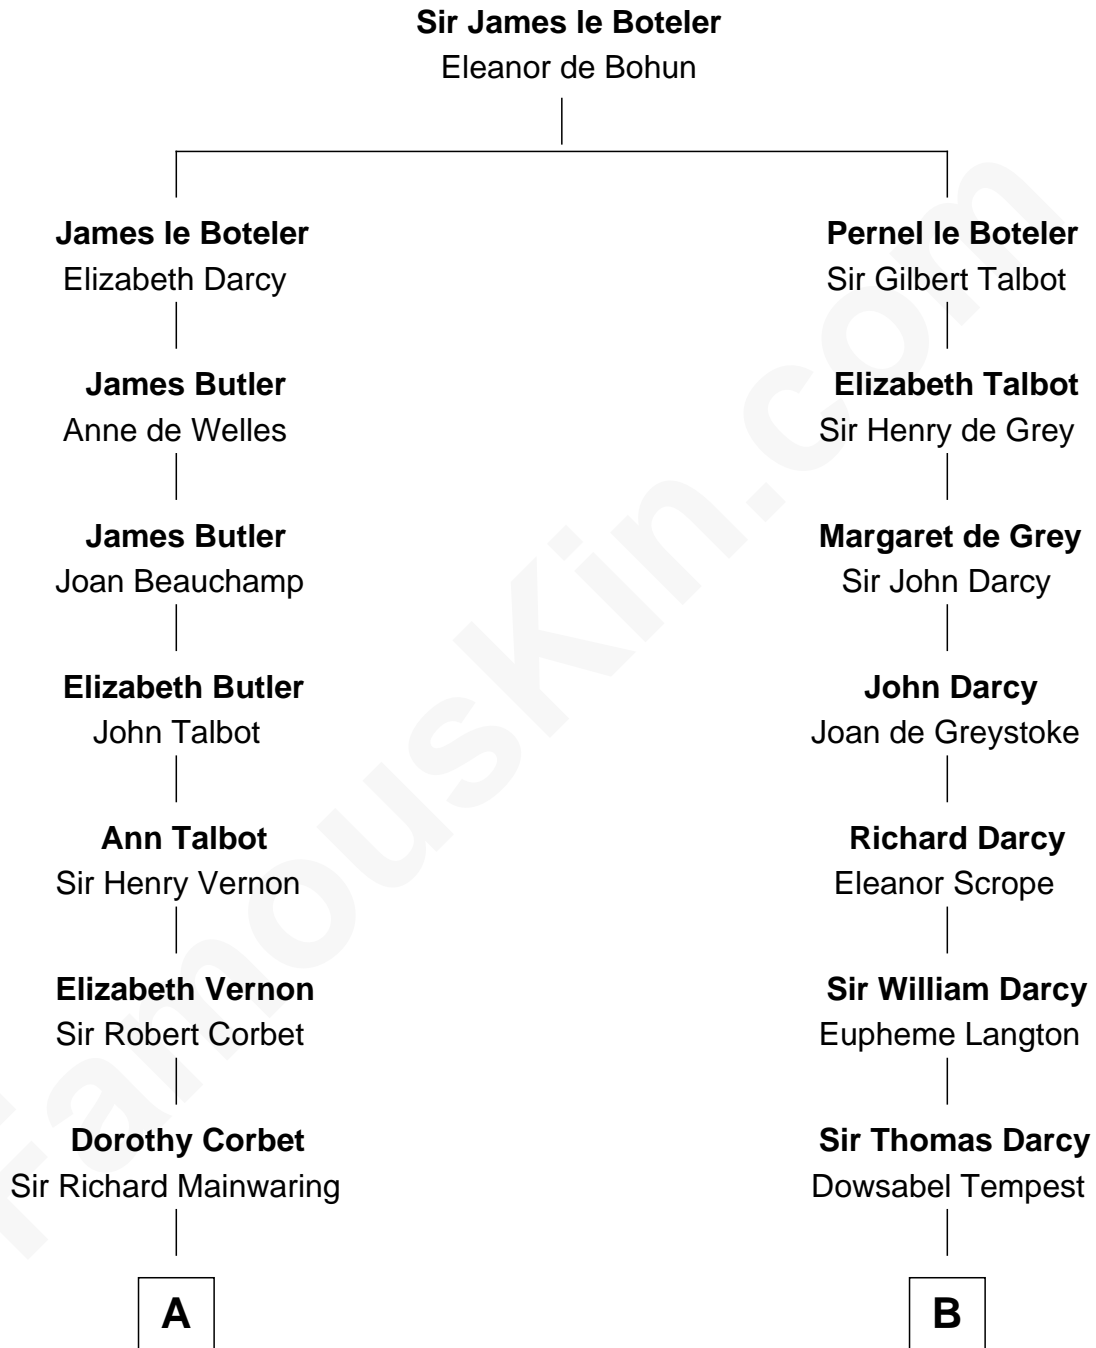 Sir James le Boteler
Eleanor de Bohun
James le Boteler
Elizabeth Darcy
Pernel le Boteler
Sir Gilbert Talbot
James Butler
Anne de Welles
Elizabeth Talbot
Sir Henry de Grey
James Butler
Joan Beauchamp
Margaret de Grey
Sir John Darcy
Elizabeth Butler
John Talbot
John Darcy
Joan de Greystoke
Ann Talbot
Sir Henry Vernon
Richard Darcy
Eleanor Scrope
Elizabeth Vernon
Sir Robert Corbet
Sir William Darcy
Eupheme Langton
Dorothy Corbet
Sir Richard Mainwaring
Sir Thomas Darcy
Dowsabel Tempest
A
B
FamousKin.com